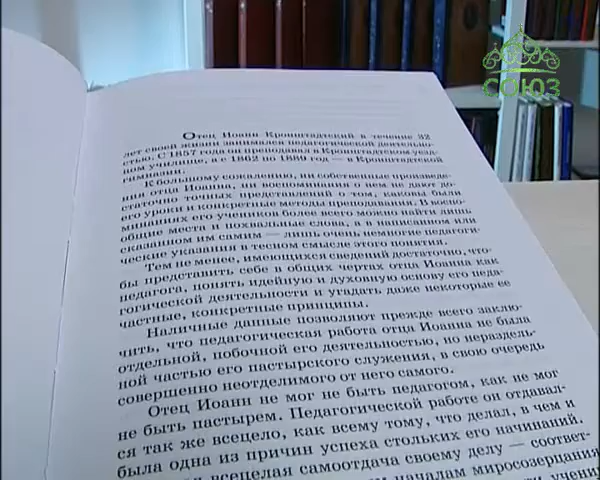 СОЮЗ
Отец Иоанн Кронштадтский в течение 32
лет своей жизни занимался педагогической деятельно-
стью. С 1857 года он преподавал в Кронштадтском уезд-
ном училище, а с 1862 по 1889 год — в Кронштадтской
гимназии.
К большому сожалению, ни собственные произведе-
ния отца Иоанна, ни воспоминания о нем не дают до-
статочно точных представлений о том, каковы были
его уроки и конкретные методы преподавания. В воспо-
минаниях его учеников более всего можно найти лишь
общие места и похвальные слова, а в написанном или
сказанном им самим — лишь очень немногие педагоги-
ческие указания в тесном смысле этого понятия.
Тем не менее, имеющихся сведений достаточно, что-
бы представить себе в общих чертах отца Иоанна как
педагога, понять идейную и духовную основу его педа-
гогической деятельности и угадать даже некоторые ее
частные, конкретные принципы.
Наличные данные позволяют прежде всего заклю-
чить, что педагогическая работа отца Иоанна не была
отдельной, побочной его деятельностью, но нераздель-
ной частью его пастырского служения, в свою очередь
совершенно неотделимого от него самого.
Отец Иоанн не мог не быть педагогом, как не мог
не быть пастырем. Педагогической работе он отдавал-
ся так же всецело, как всему тому, что делал, в чем и
была одна из причин успеха стольких его начинаний.
всецелая самоотдача своему делу — соответ-
началам миросозерцания